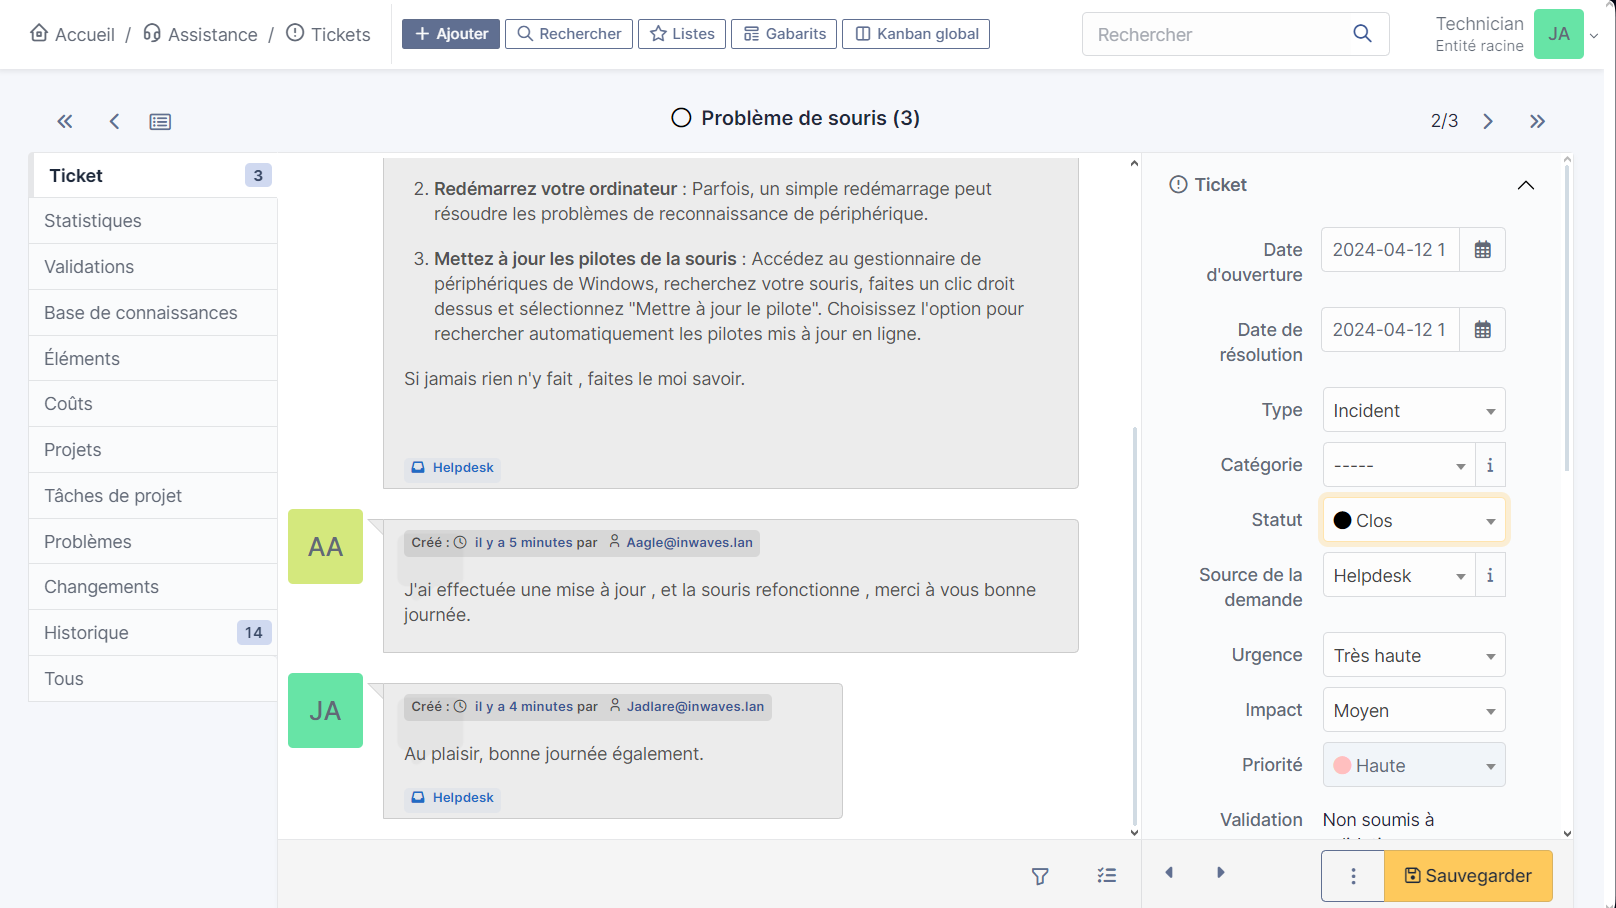 Accueil / Assistance / Tickets
Ajouter
Rechercher
Listes
Gabarits
Kanban global
Rechercher
Technician
Entité racine
JA
Problème de souris (3)
2/3
Ticket 3
Statistiques
Validations
Base de connaissances
Éléments
Coûts
Projets
Tâches de projet
Problèmes
Changements
Historique 14
Tous
2. Redémarrez votre ordinateur : Parfois, un simple redémarrage peut
résoudre les problèmes de reconnaissance de périphérique.
3. Mettez à jour les pilotes de la souris : Accédez au gestionnaire de
périphériques de Windows, recherchez votre souris, faites un clic droit
dessus et sélectionnez "Mettre à jour le pilote". Choisissez l'option pour
rechercher automatiquement les pilotes mis à jour en ligne.
Si jamais rien n'y fait , faites le moi savoir.
Helpdesk
AA
Créé : il y a 5 minutes par Aagle@inwaves.lan
J'ai effectuée une mise à jour , et la souris refonctionne , merci à vous bonne
journée.
JA
Créé : il y a 4 minutes par Jadlare@inwaves.lan
Au plaisir, bonne journée également.
Helpdesk
Ticket
Date
d'ouverture
2024-04-12 1
Date de
résolution
2024-04-12 1
Type
Incident
Catégorie
-----
i
Statut
Clos
Source de la
demande
Helpdesk
i
Urgence
Très haute
Impact
Moyen
Priorité
Haute
Validation
Non soumis à
Sauvegarder